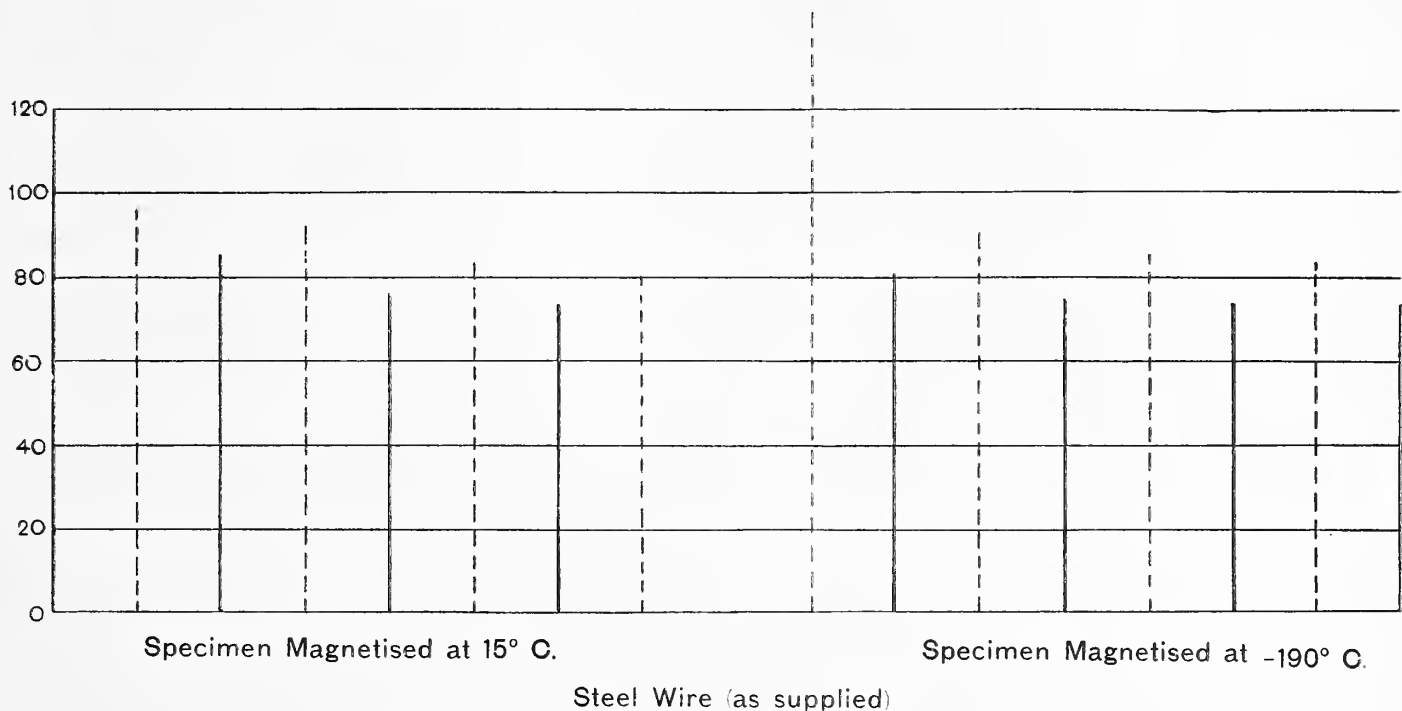 120
100
80
60
40
20
0
Specimen Magnetised at 15° C.
Specimen Magnetised at -190° C.
Steel Wire (as supplied)